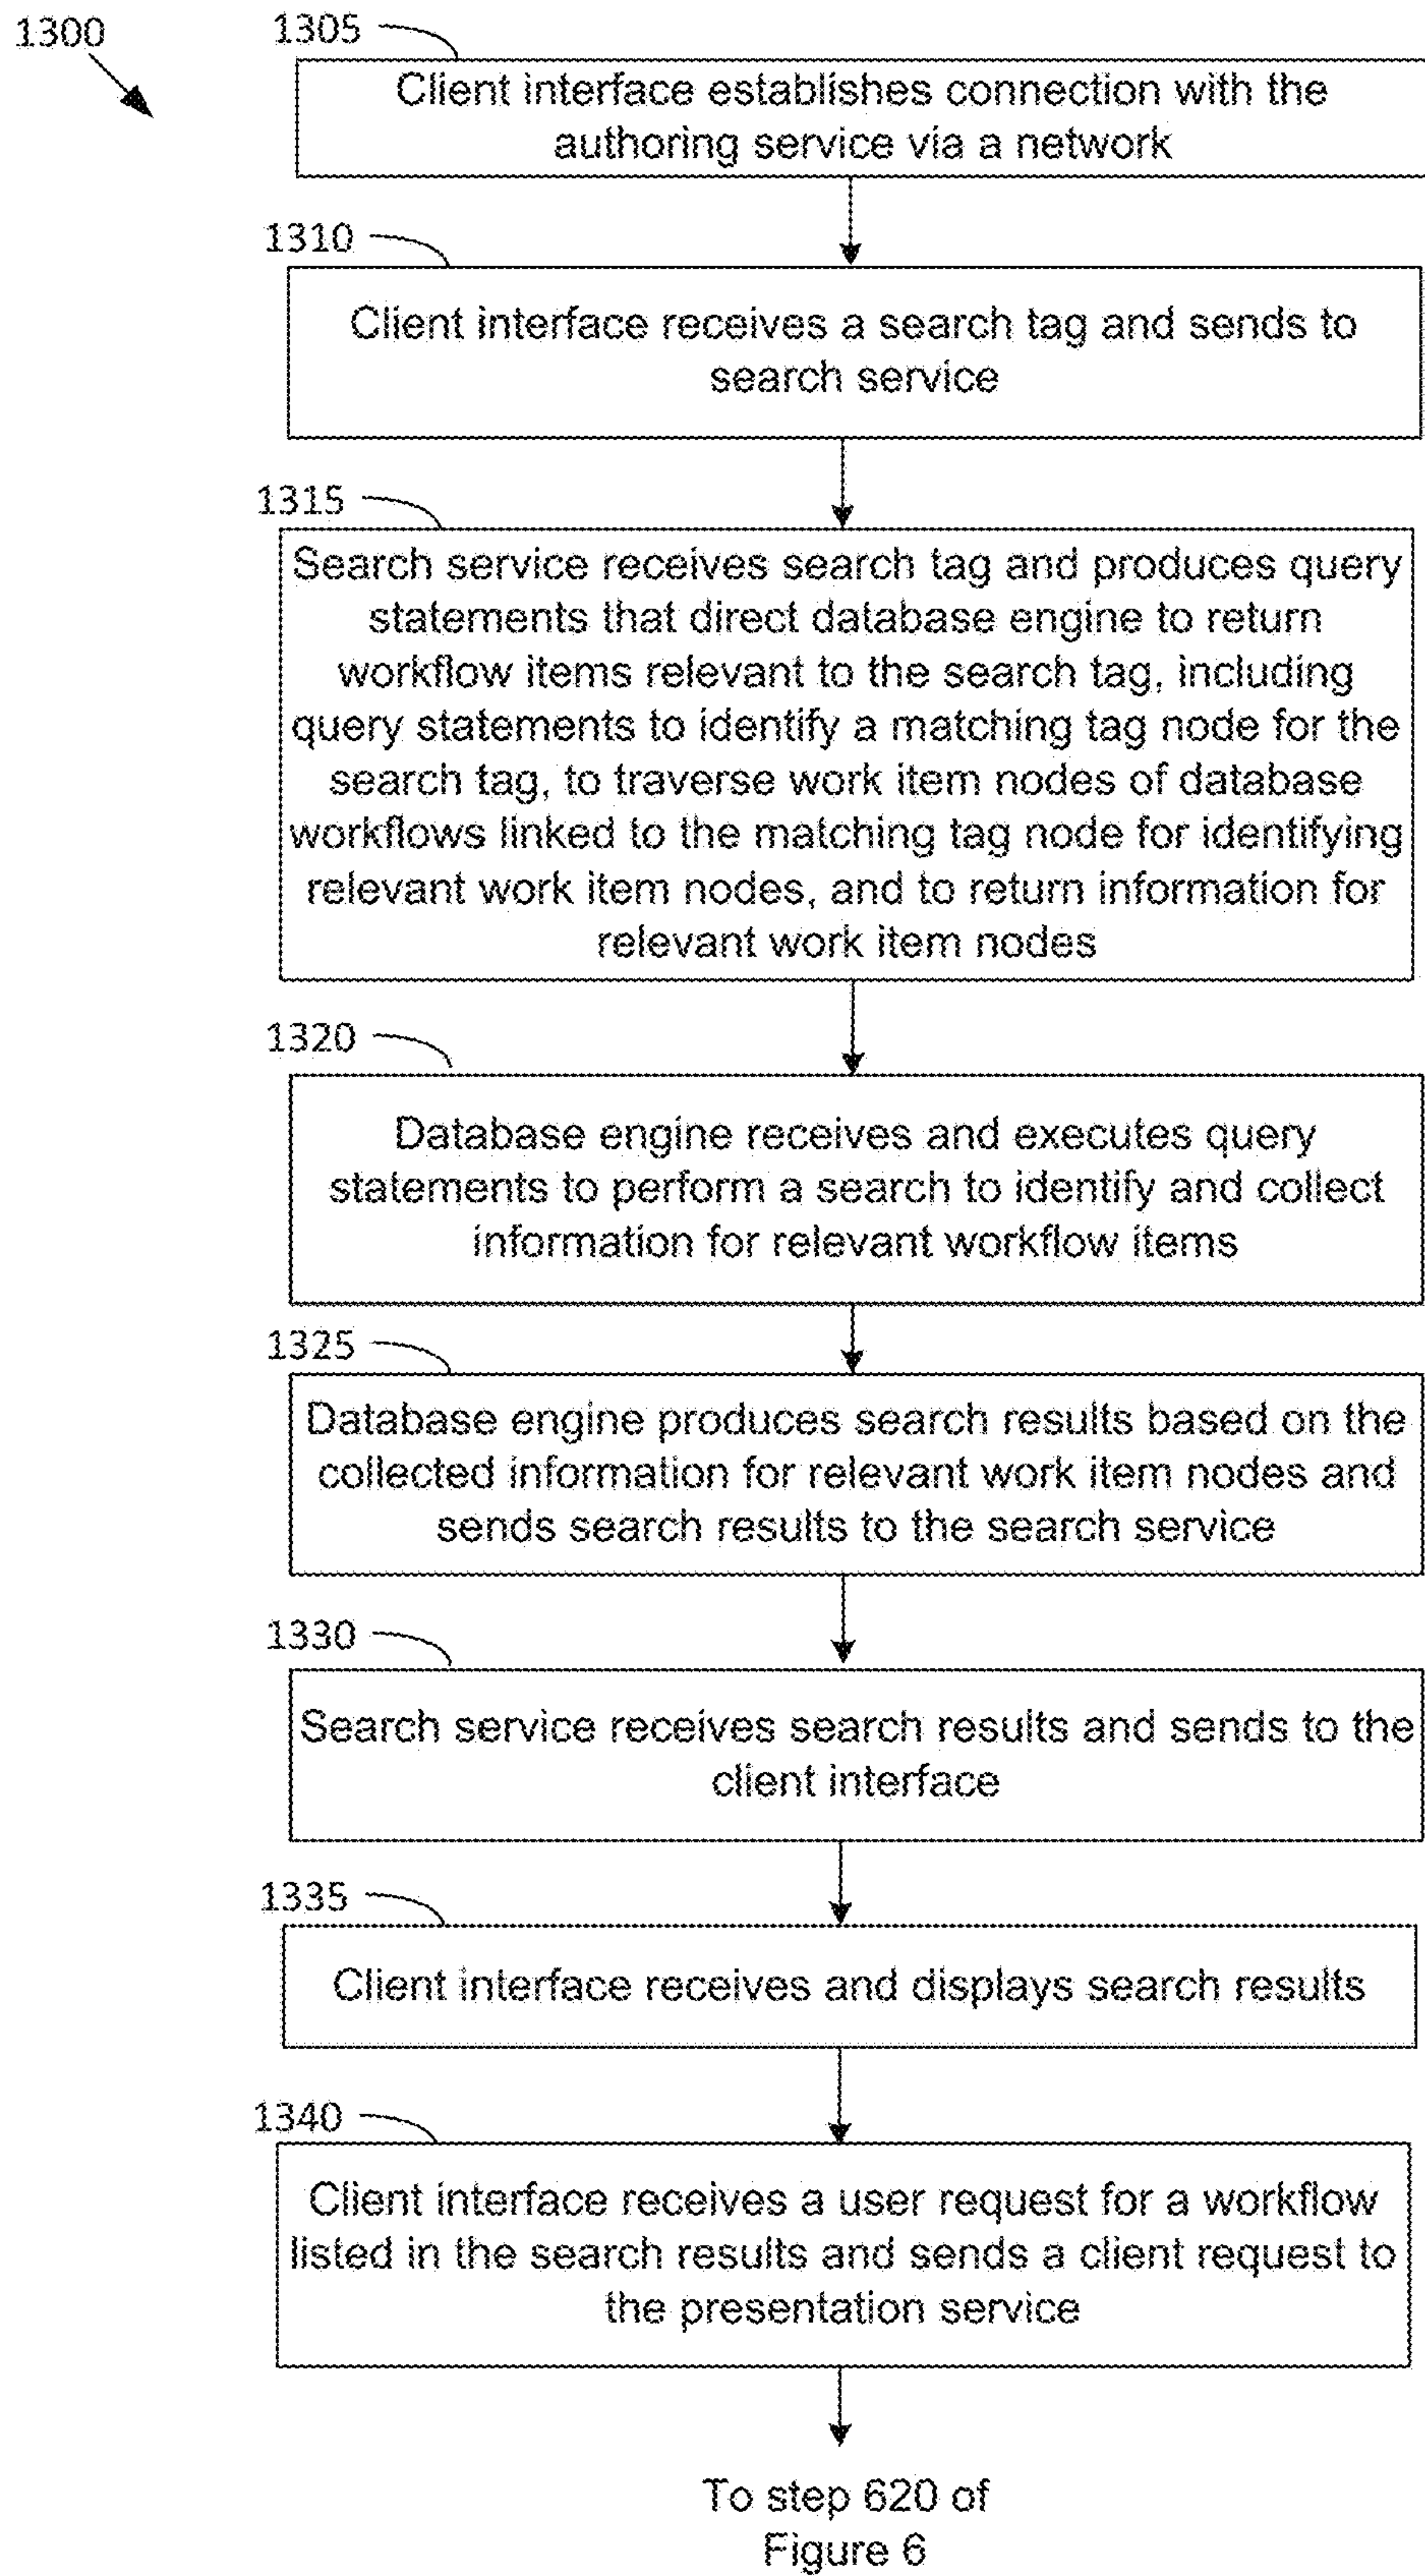 1300
1305
Client interface establishes connection with the
authoring service via a network
1310
Client interface receives a search tag and sends to
search service
1315
Search service receives search tag and produces query
statements that direct database engine to return
workflow items relevant to the search tag, including
query statements to identify a matching tag node for the
search tag, to traverse work item nodes of database
workflows linked to the matching tag node for identifying
relevant work item nodes, and to return information for
relevant work item nodes
1320
Database engine receives and executes query
statements to perform a search to identify and collect
information for relevant workflow items
1325
Database engine produces search results based on the
collected information for relevant work item nodes and
sends search results to the search service
1330
Search service receives search results and sends to the
client interface
1335
Client interface receives and displays search results
1340
Client interface receives a user request for a workflow
listed in the search results and sends a client request to
the presentation service
To step 620 of
Figure 6